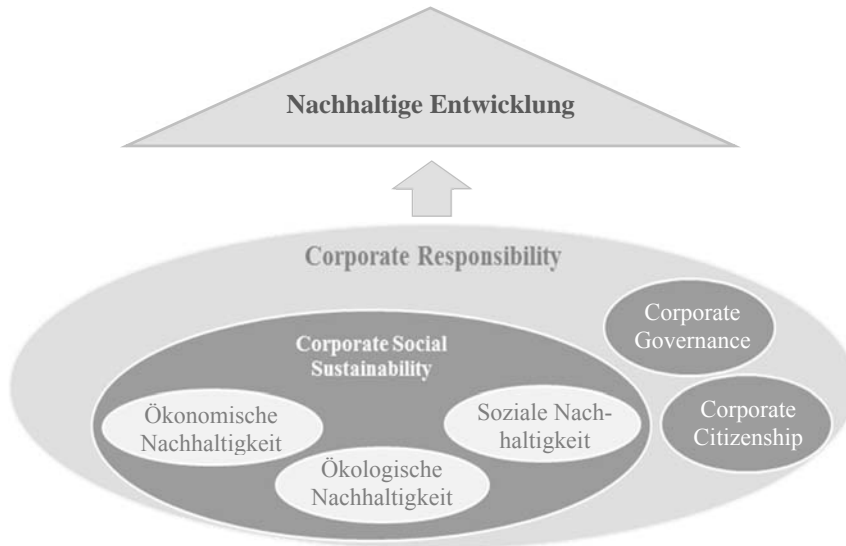 Nachhaltige Entwicklung
Corporate Responsibility
Corporate
Governance
Corporate Social
Sustainability
Ökonomische
Nachhaltigkeit
Soziale Nach-
haltigkeit
Corporate
Citizenship
Ökologische
Nachhaltigkeit